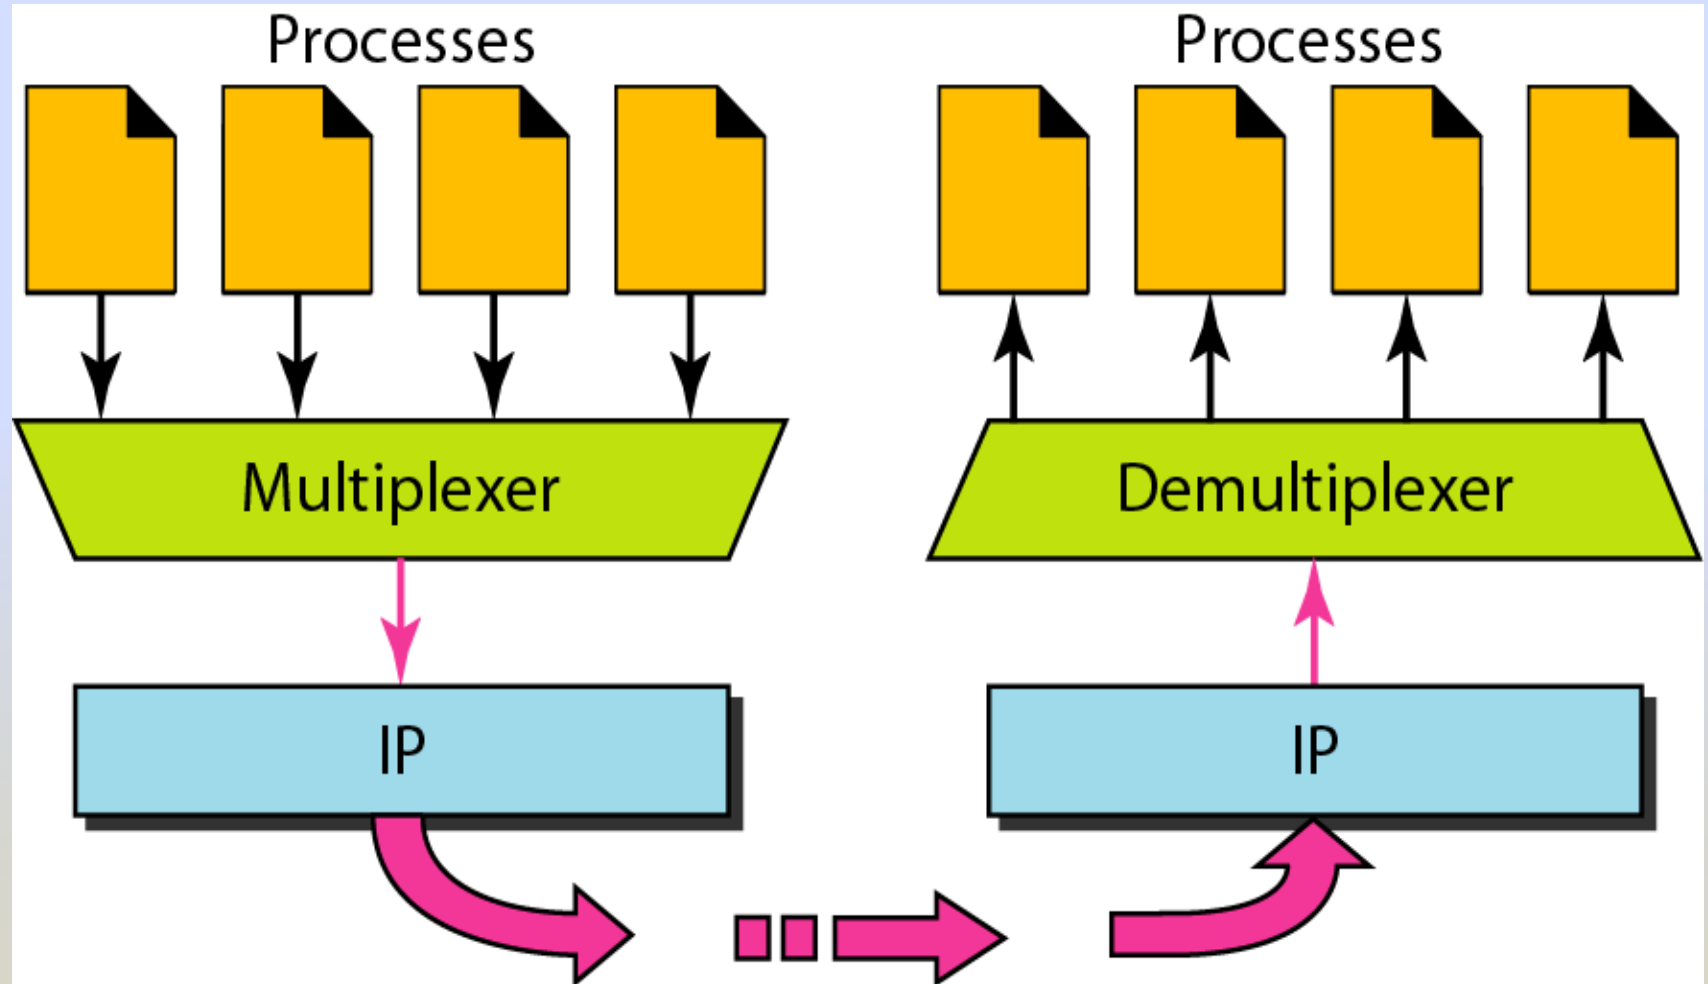 Processes
Processes
Multiplexer
Demultiplexer
IP
IP